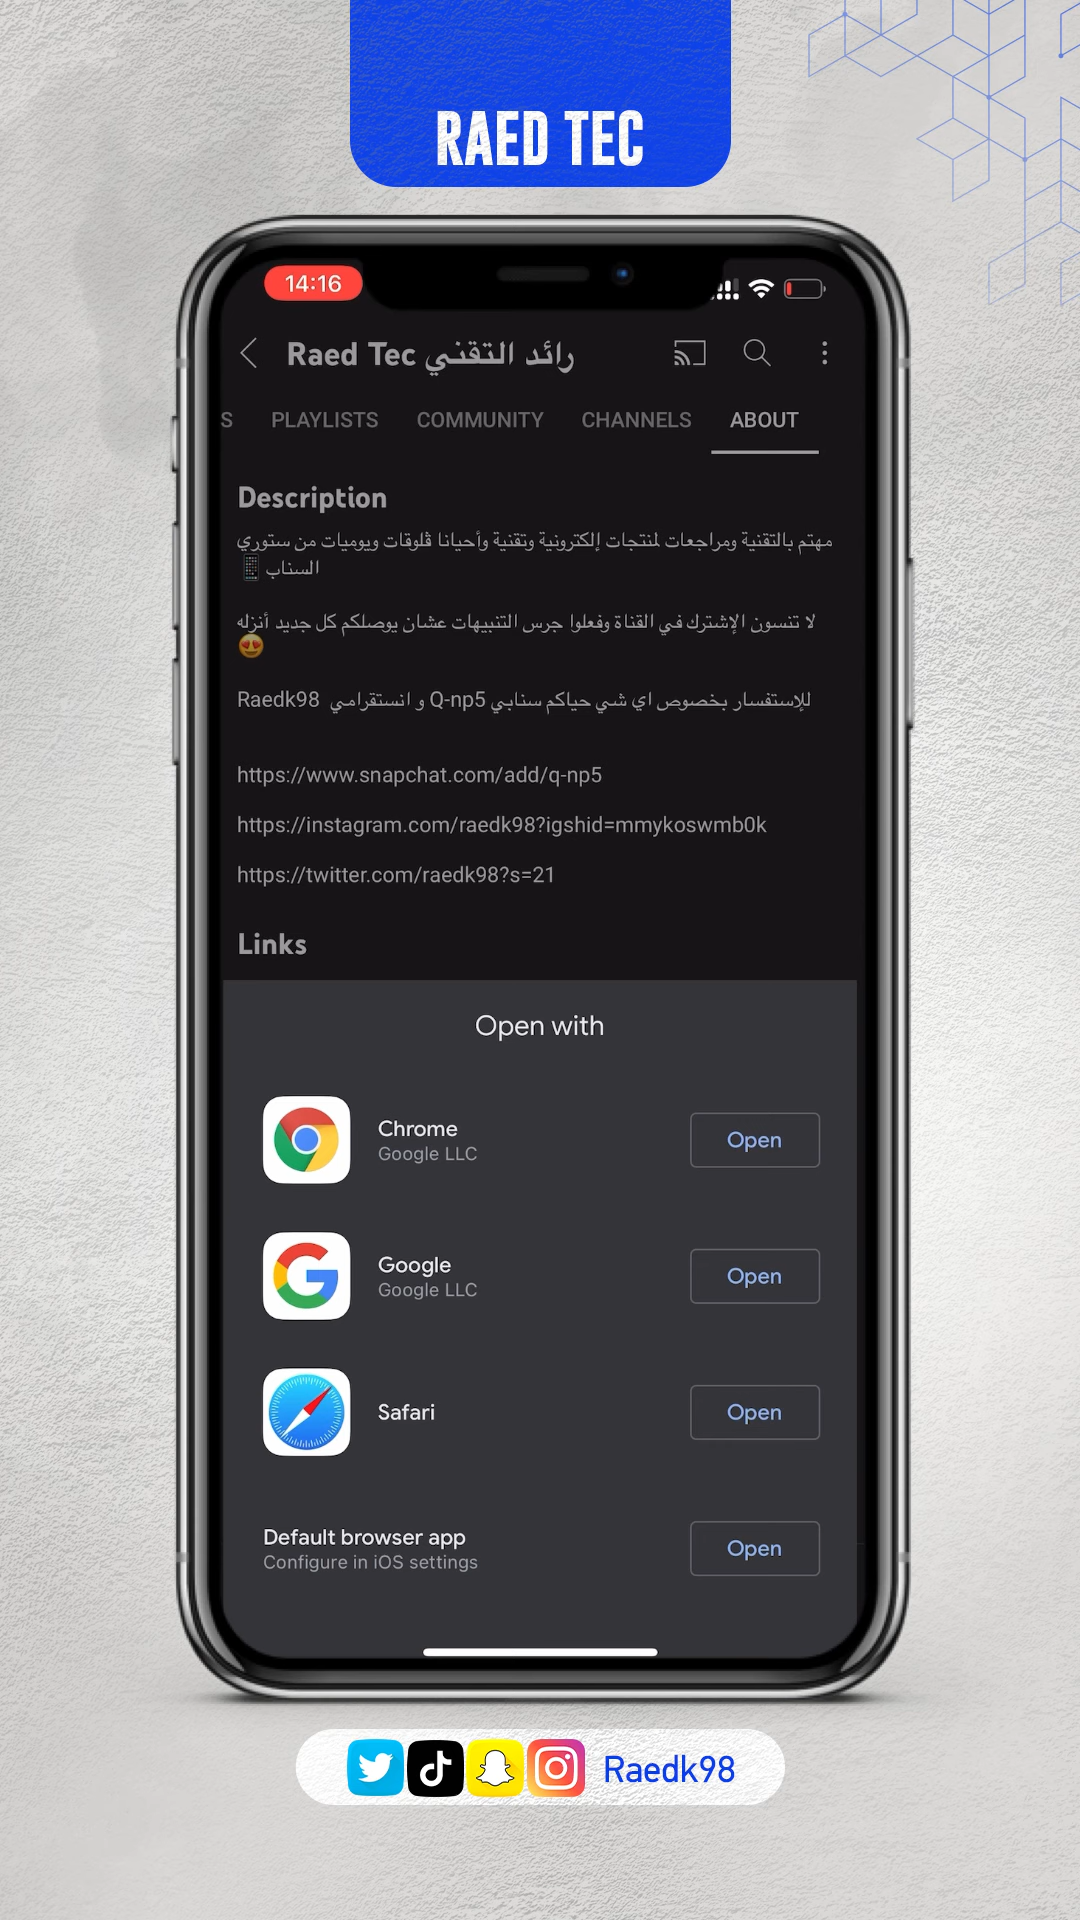 RAED TEC
14:16
Raed Tec رائد التقني
S PLAYLISTS COMMUNITY CHANNELS ABOUT
Description
مهتم بالتقنية ومراجعات لمنتجات إلكترونية وتقنية وأحيانا ڤلوقات ويوميات من ستوري
السناب📱
لا تنسون الإشترك في القناة وفعلوا جرس التنبيهات عشان يوصلكم كل جديد أنزله
😍
للإستفسار بخصوص اي شي حياكم سنابي Q-np5 و انستقرامي Raedk98
https://www.snapchat.com/add/q-np5
https://instagram.com/raedk98?igshid=mmykoswmb0k
https://twitter.com/raedk98?s=21
Links
Open with
Chrome
Google LLC
Open
Google
Google LLC
Open
Safari
Open
Default browser app
Configure in iOS settings
Open
Raedk98